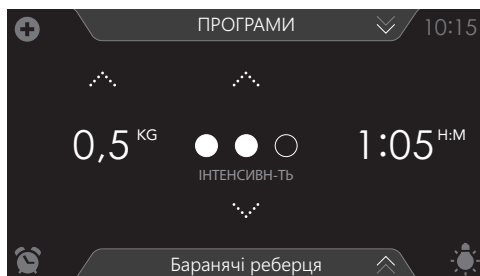 ПРОГРАМИ
10:15
0,5 KG
1:05 H:M
ІНТЕНСИВН-ТЬ
Баранячі реберця